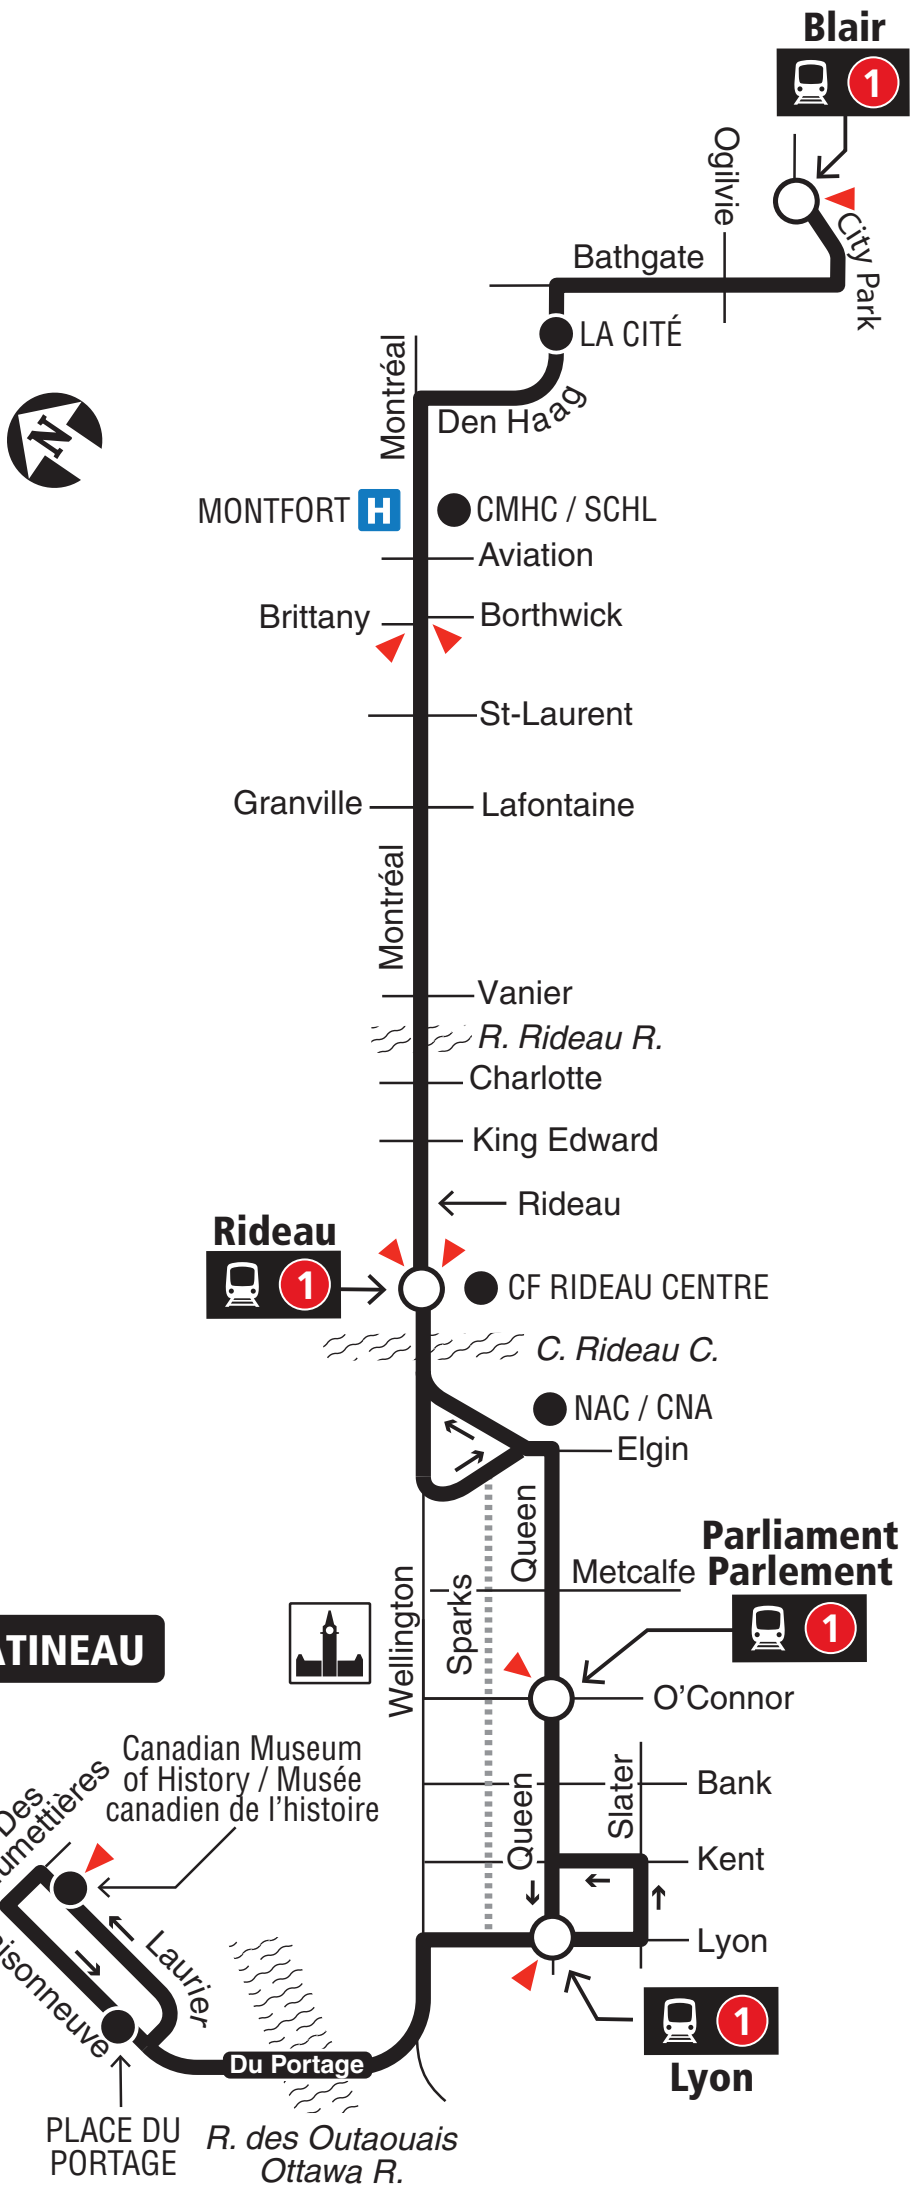 Blair
1
Ogilvie
City Park
Bathgate
LA CITÉ
Montréal
Den Haag
N
MONTFORT H
CMHC / SCHL
Aviation
Brittany
Borthwick
St-Laurent
Granville
Lafontaine
Montréal
Vanier
R. Rideau R.
Charlotte
King Edward
Rideau
Rideau
1
CF RIDEAU CENTRE
C. Rideau C.
NAC / CNA
Elgin
Queen
Parliament
Parlement
1
Metcalfe
Wellington
Sparks
O'Connor
Slater
Bank
Queen
Kent
Lyon
1
Lyon
Canadian Museum
of History / Musée
canadien de l'histoire
Des
Laurier
Du Portage
PLACE DU
PORTAGE
R. des Outaouais
Ottawa R.